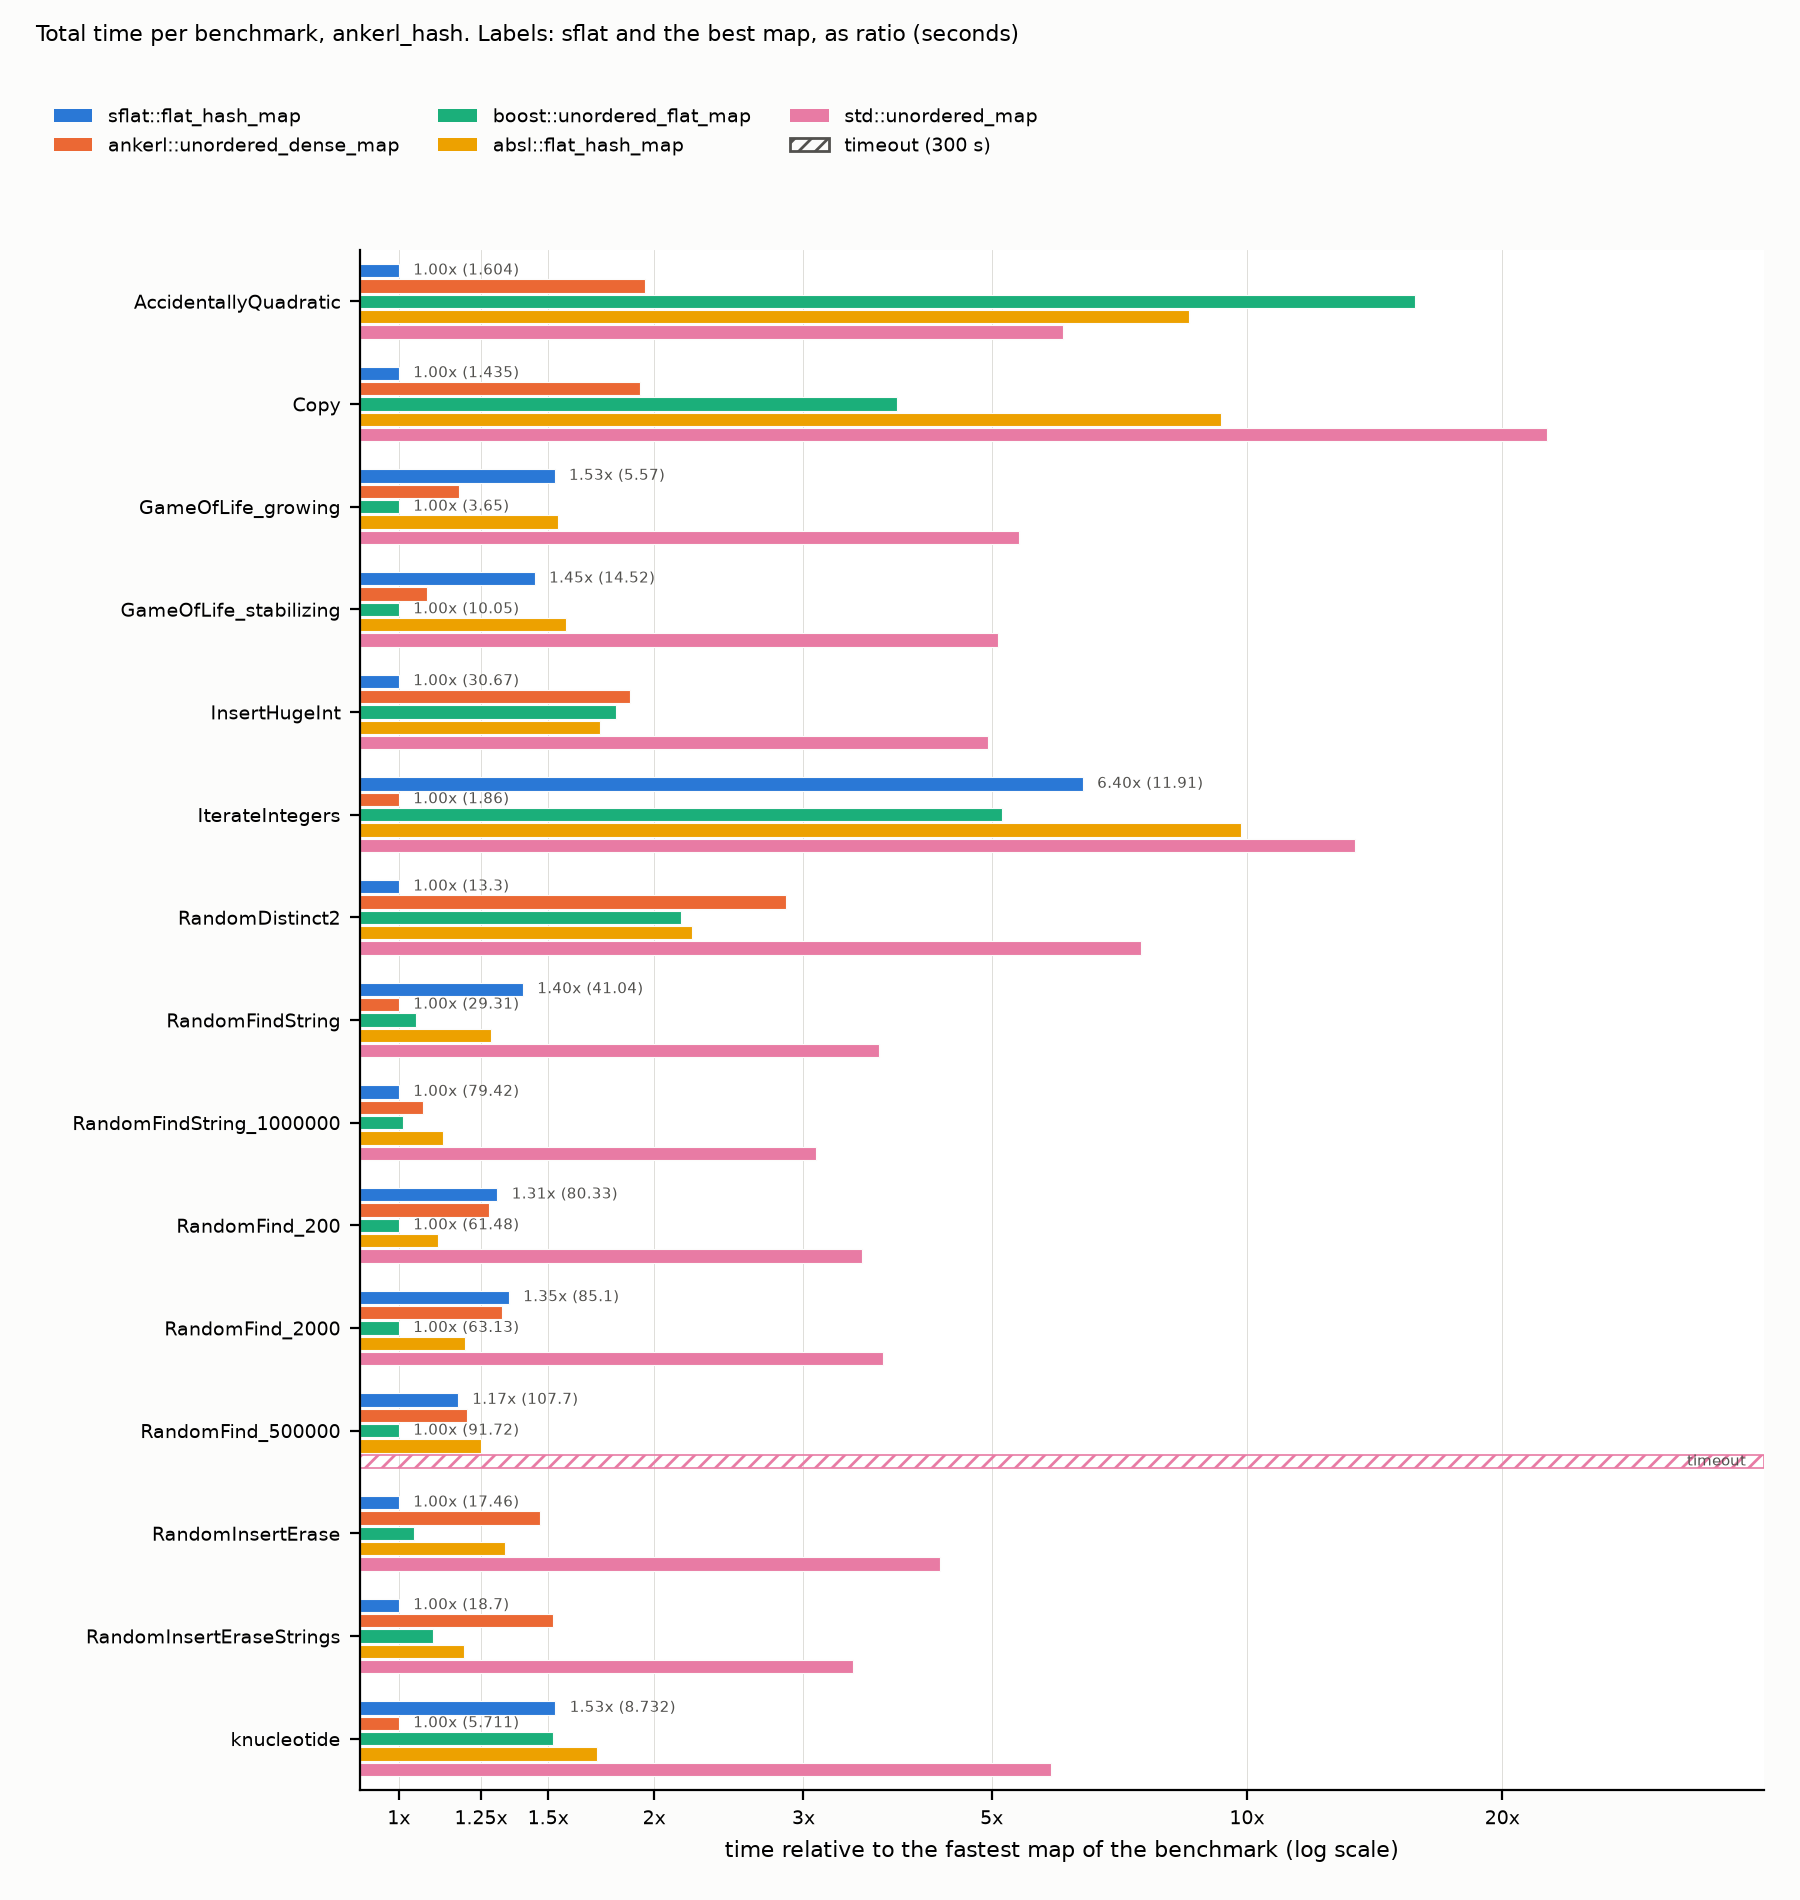 Total time per benchmark, ankerl_hash. Labels: sflat and the best map, as ratio (seconds)
sflat::flat_hash_map
ankerl::unordered_dense_map
boost::unordered_flat_map
absl::flat_hash_map
std::unordered_map
timeout (300 s)
AccidentallyQuadratic
1.00x (1.604)
Copy
1.00x (1.435)
GameOfLife_growing
1.53x (5.57)
1.00x (3.65)
GameOfLife_stabilizing
1.45x (14.52)
1.00x (10.05)
InsertHugeInt
1.00x (30.67)
IterateIntegers
6.40x (11.91)
1.00x (1.86)
RandomDistinct2
1.00x (13.3)
RandomFindString
1.40x (41.04)
1.00x (29.31)
RandomFindString_1000000
1.00x (79.42)
RandomFind_200
1.31x (80.33)
1.00x (61.48)
RandomFind_2000
1.35x (85.1)
1.00x (63.13)
RandomFind_500000
1.17x (107.7)
1.00x (91.72)
timeout
RandomInsertErase
1.00x (17.46)
RandomInsertEraseStrings
1.00x (18.7)
knucleotide
1.53x (8.732)
1.00x (5.711)
1x 1.25x 1.5x 2x 3x 5x 10x 20x
time relative to the fastest map of the benchmark (log scale)